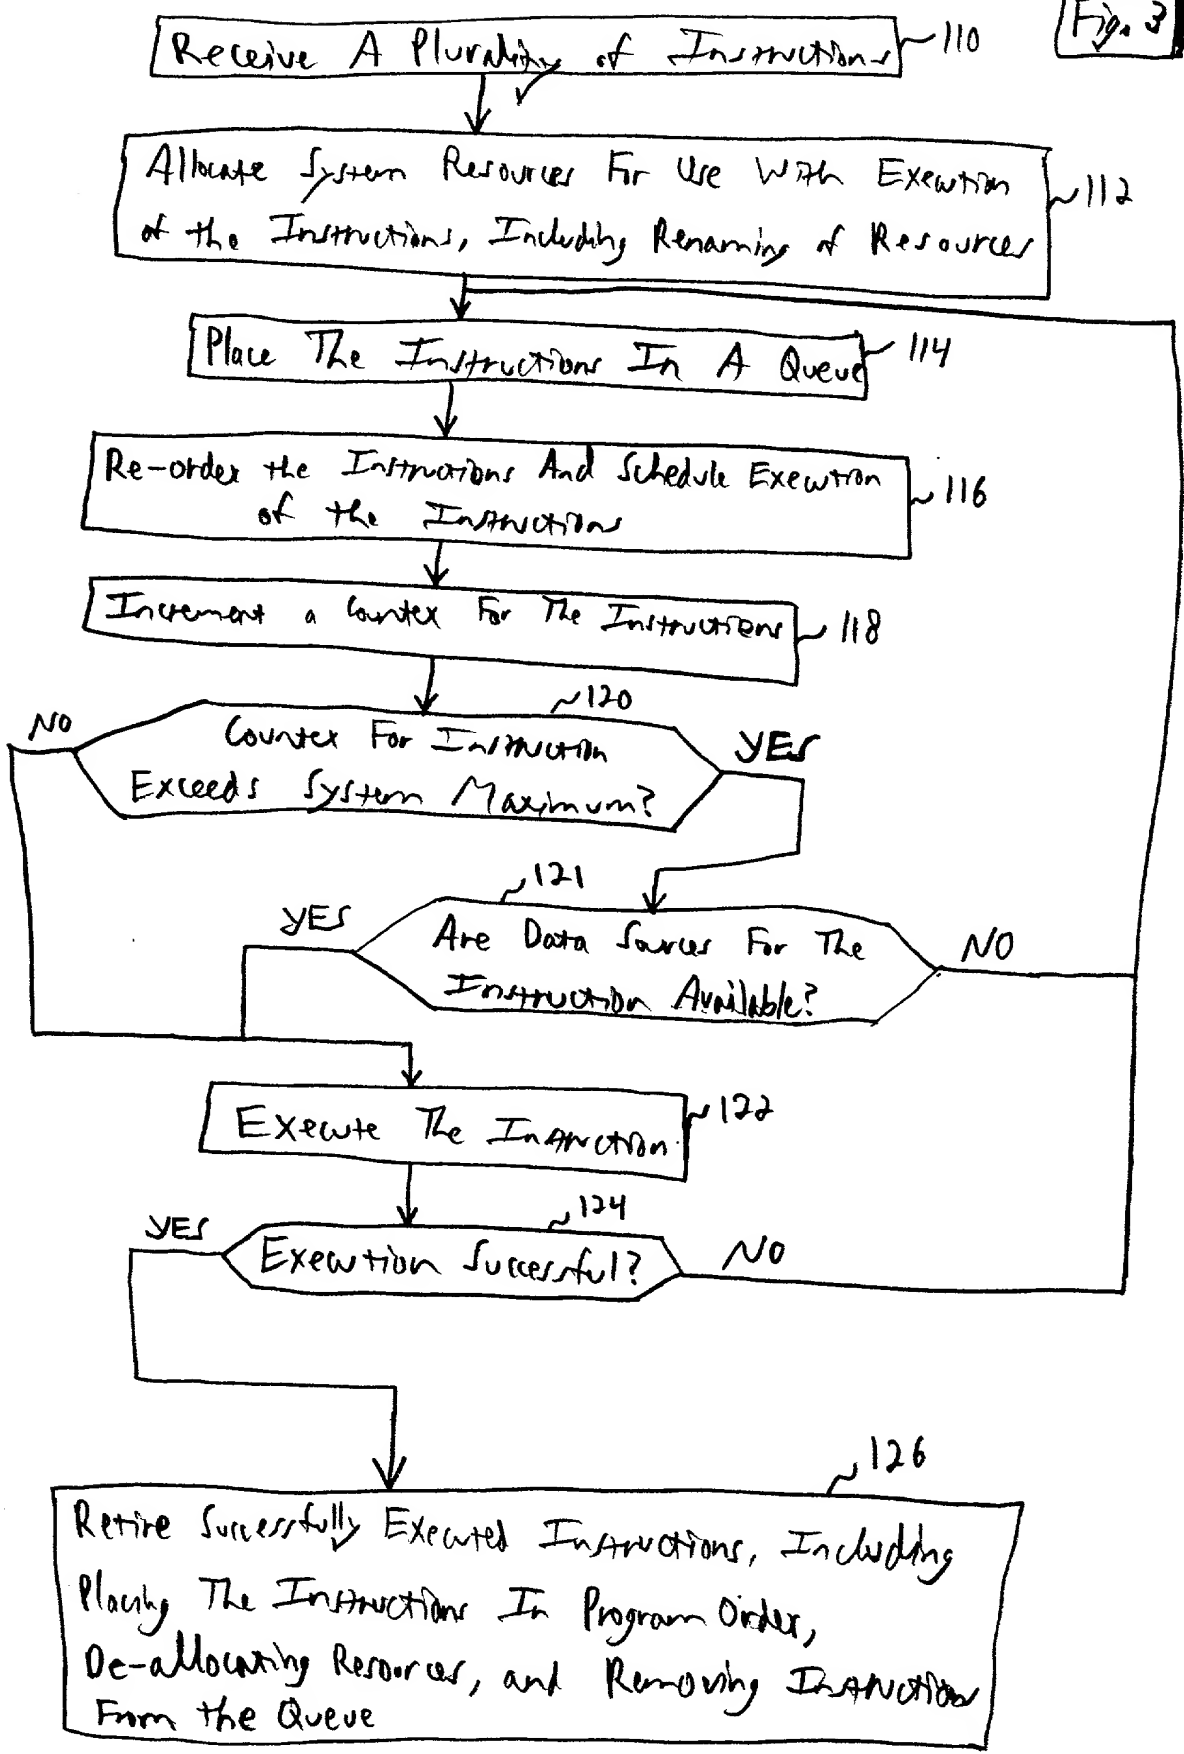 Fig. 3
Receive A Plurality of Instructions
110
Allocate System Resources For Use With Execution
of the Instructions, Including Renaming of Resources
112
Place The Instructions In A Queue
114
Re-order the Instructions And Schedule Execution
of the Instructions
116
Increment a Counter For The Instructions
118
120
NO
Counter For Instruction
Exceeds System Maximum?
YES
121
YES
Are Data Sources For The
Instruction Available?
NO
Execute The Instruction
122
124
YES
Execution Successful?
NO
126
Retire Successfully Executed Instructions, Including
Placing The Instructions In Program Order,
De-allocating Resources, and Removing Instructions
From the Queue